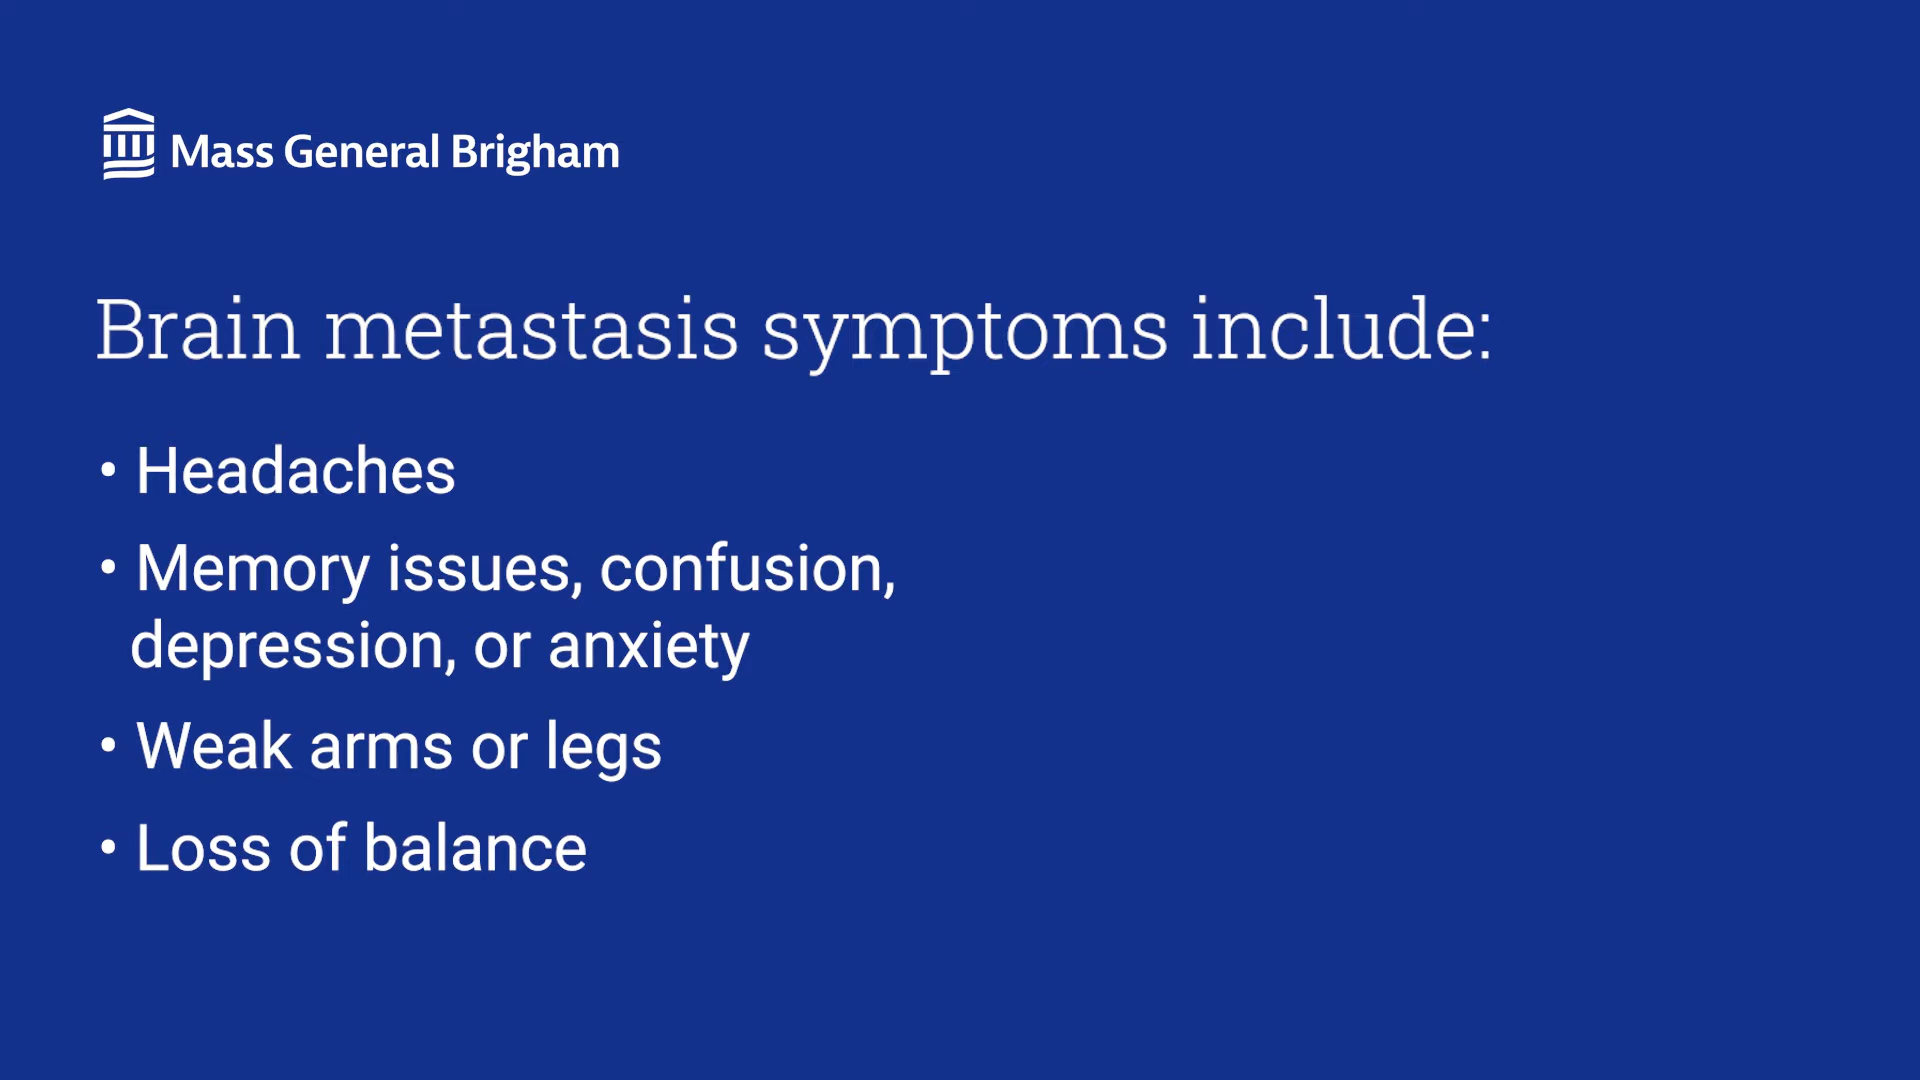 Mass General Brigham
Brain metastasis symptoms include:
• Headaches
• Memory issues, confusion,
depression, or anxiety
• Weak arms or legs
• Loss of balance